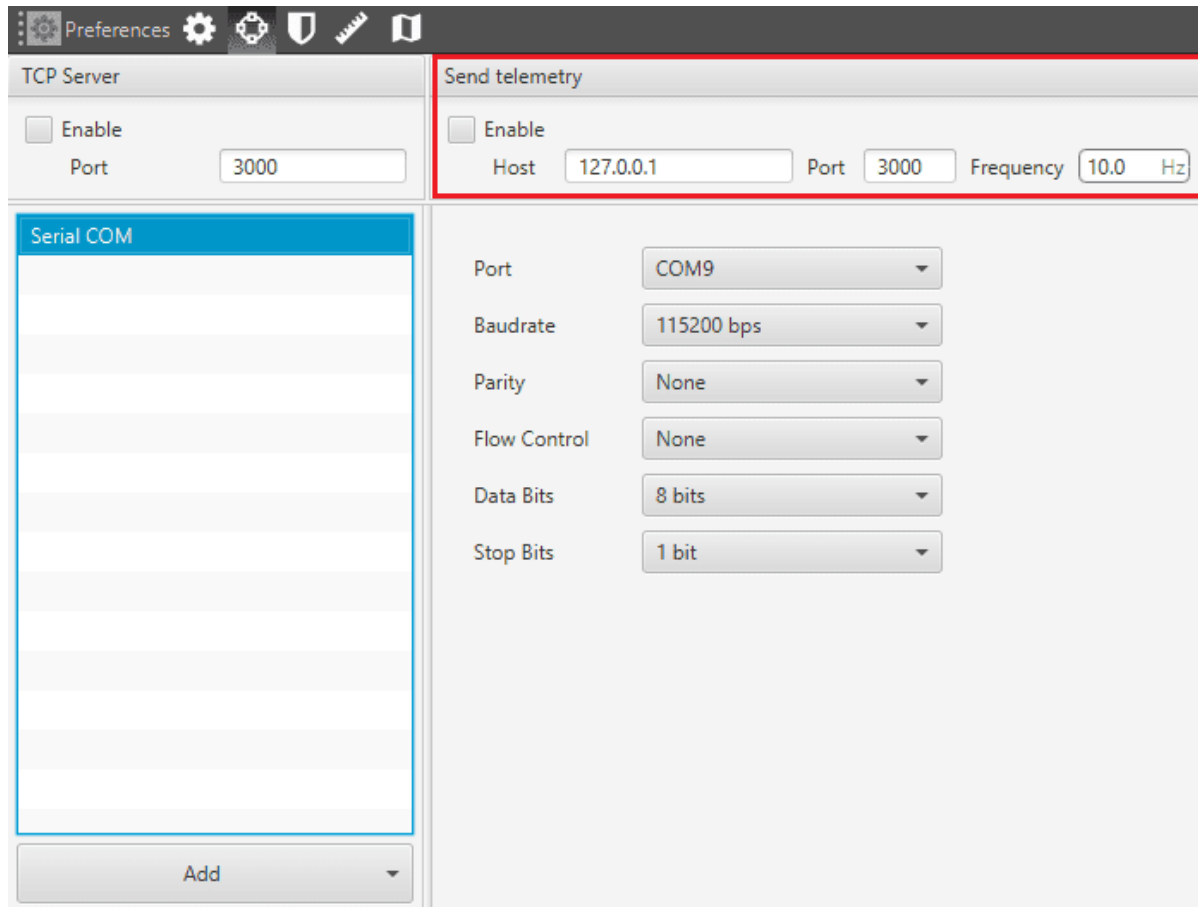 Preferences
TCP Server
Enable
Port 3000
Send telemetry
Enable
Host 127.0.0.1 Port 3000 Frequency 10.0 Hz
Serial COM
Add
Port COM9
Baudrate 115200 bps
Parity None
Flow Control None
Data Bits 8 bits
Stop Bits 1 bit